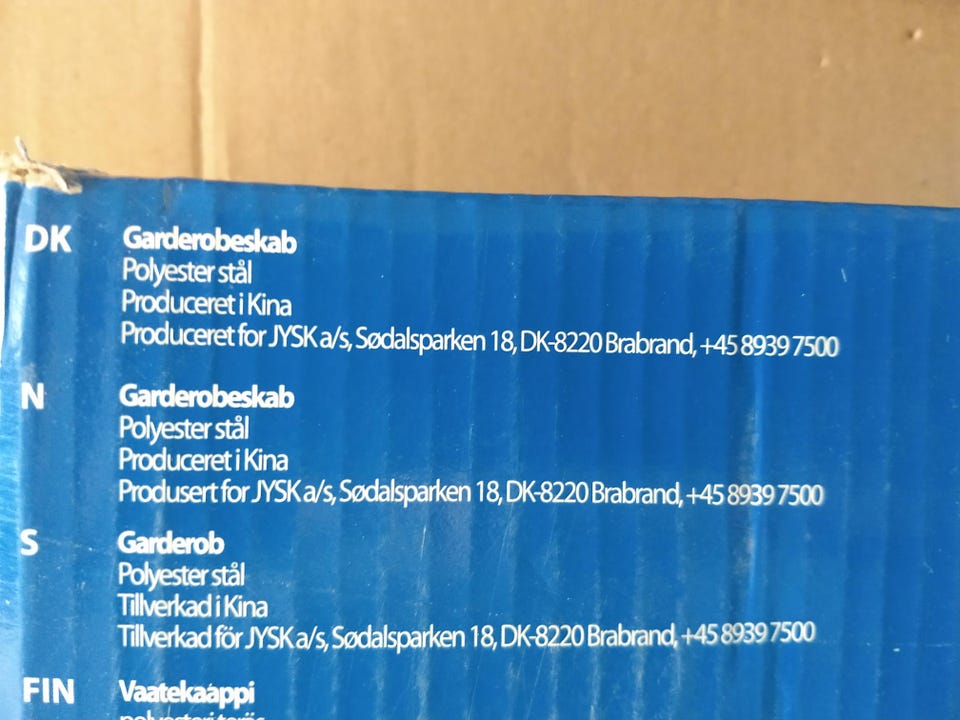 DK Garderobeskab
Polyester stål
Produceret i Kina
Produceret for JYSK a/s, Sødalsparken 18, DK-8220 Brabrand, +45 8939 7500
N Garderobeskab
Polyester stål
Produceret i Kina
Produsert for JYSK a/s, Sødalsparken 18, DK-8220 Brabrand, +45 8939 7500
S Garderob
Polyester stål
Tillverkad i Kina
Tillverkad för JYSK a/s, Sødalsparken 18, DK-8220 Brabrand, +45 8939 7500
FIN Vaatekaappi